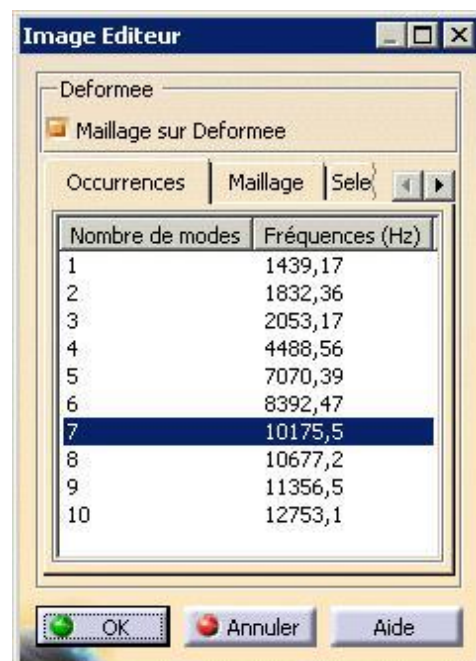 Image Editeur
Deformee
Maillage sur Deformee
Occurrences Maillage Sele
Nombre de modes Fréquences (Hz)
1 1439,17
2 1832,36
3 2053,17
4 4488,56
5 7070,39
6 8392,47
7 10175,5
8 10677,2
9 11356,5
10 12753,1
OK Annuler Aide